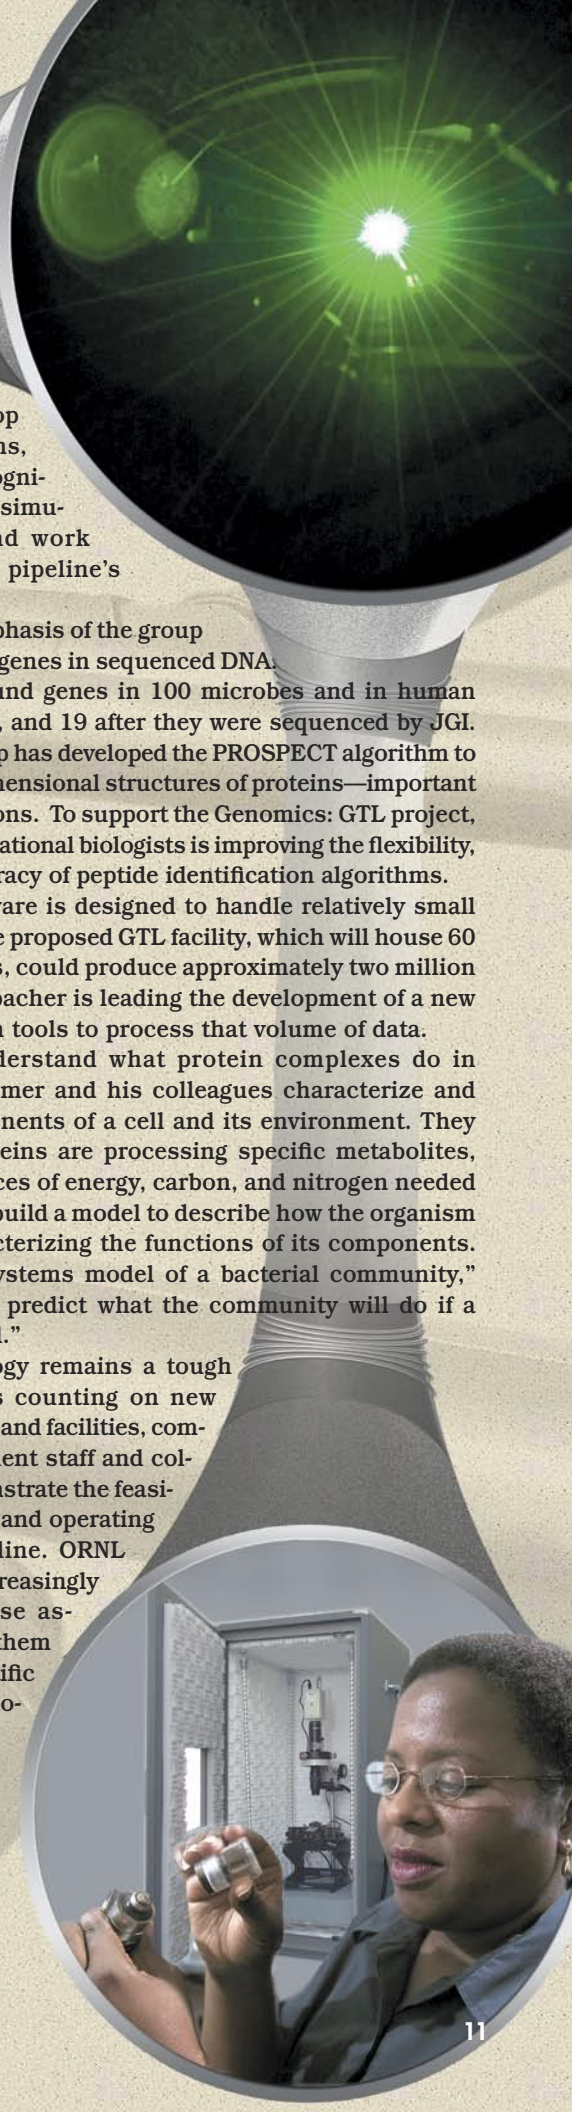 op
ns,
ogni-
simu-
nd work
pipeline’s
phasis of the group
genes in sequenced DNA.
und genes in 100 microbes and in human
, and 19 after they were sequenced by JGI.
p has developed the PROSPECT algorithm to
mensional structures of proteins—important
ons. To support the Genomics: GTL project,
ational biologists is improving the flexibility,
racy of peptide identification algorithms.
ware is designed to handle relatively small
e proposed GTL facility, which will house 60
s, could produce approximately two million
bacher is leading the development of a new
n tools to process that volume of data.
derstand what protein complexes do in
mer and his colleagues characterize and
nents of a cell and its environment. They
eins are processing specific metabolites,
ces of energy, carbon, and nitrogen needed
build a model to describe how the organism
cterizing the functions of its components.
ystems model of a bacterial community,”
predict what the community will do if a
l.”
ogy remains a tough
s counting on new
and facilities, com-
ent staff and col-
nstrate the feasi-
and operating
line. ORNL
reasingly
se as-
them
ific
o-
11